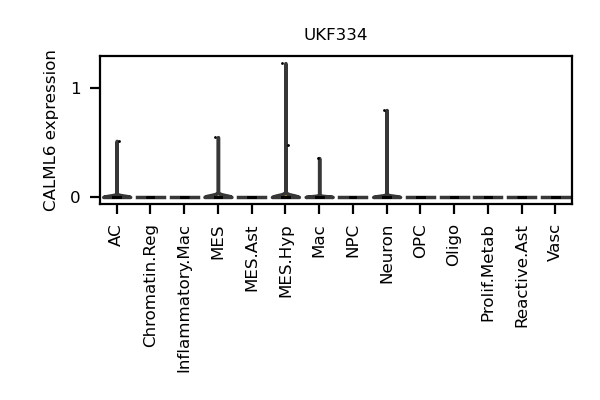 UKF334
CALML6 expression
1
0
AC
Chromatin.Reg
Inflammatory.Mac
MES
MES.Ast
MES.Hyp
Mac
NPC
Neuron
OPC
Oligo
Prolif.Metab
Reactive.Ast
Vasc